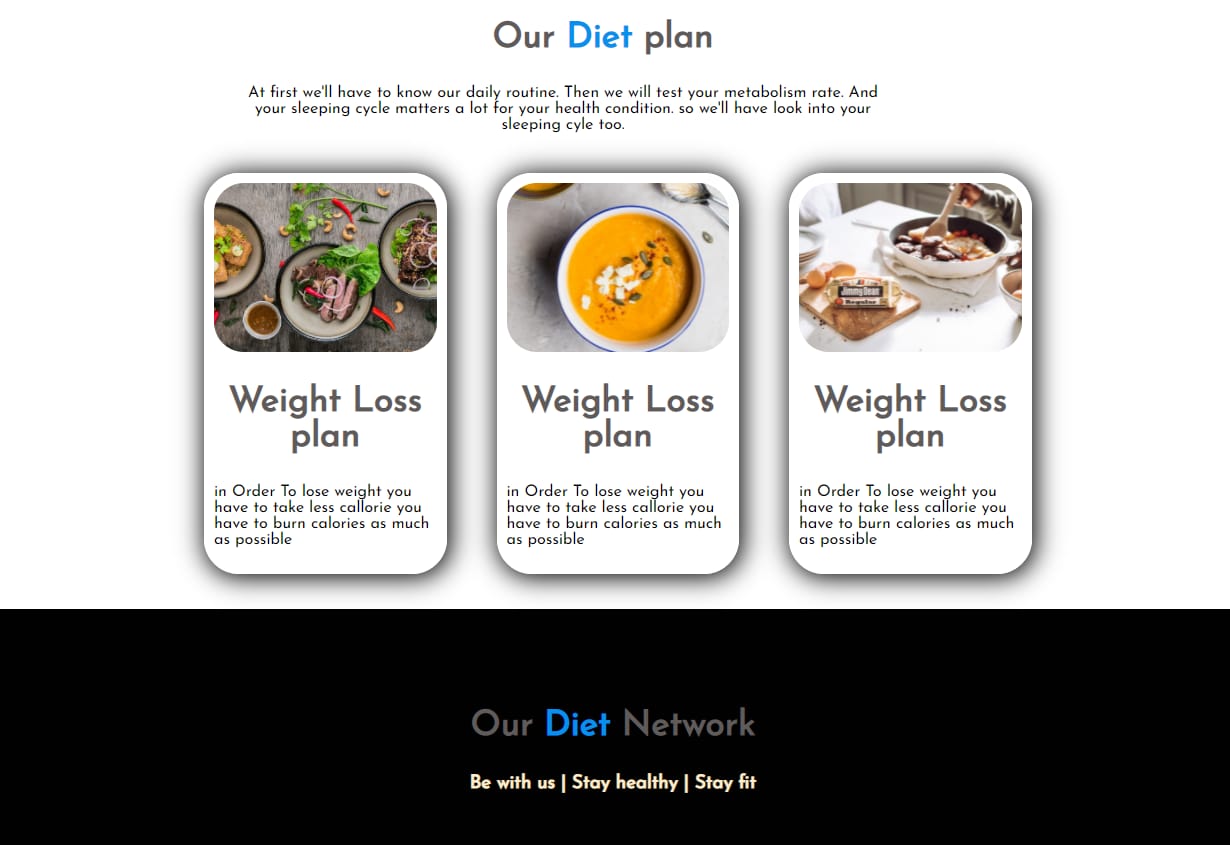 Our Diet plan
At first we'll have to know our daily routine. Then we will test your metabolism rate. And
your sleeping cycle matters a lot for your health condition. so we'll have look into your
sleeping cyle too.
Jimmy Dean
Regular
Weight Loss
plan
in Order To lose weight you
have to take less callorie you
have to burn calories as much
as possible
Weight Loss
plan
in Order To lose weight you
have to take less callorie you
have to burn calories as much
as possible
Weight Loss
plan
in Order To lose weight you
have to take less callorie you
have to burn calories as much
as possible
Our Diet Network
Be with us | Stay healthy | Stay fit